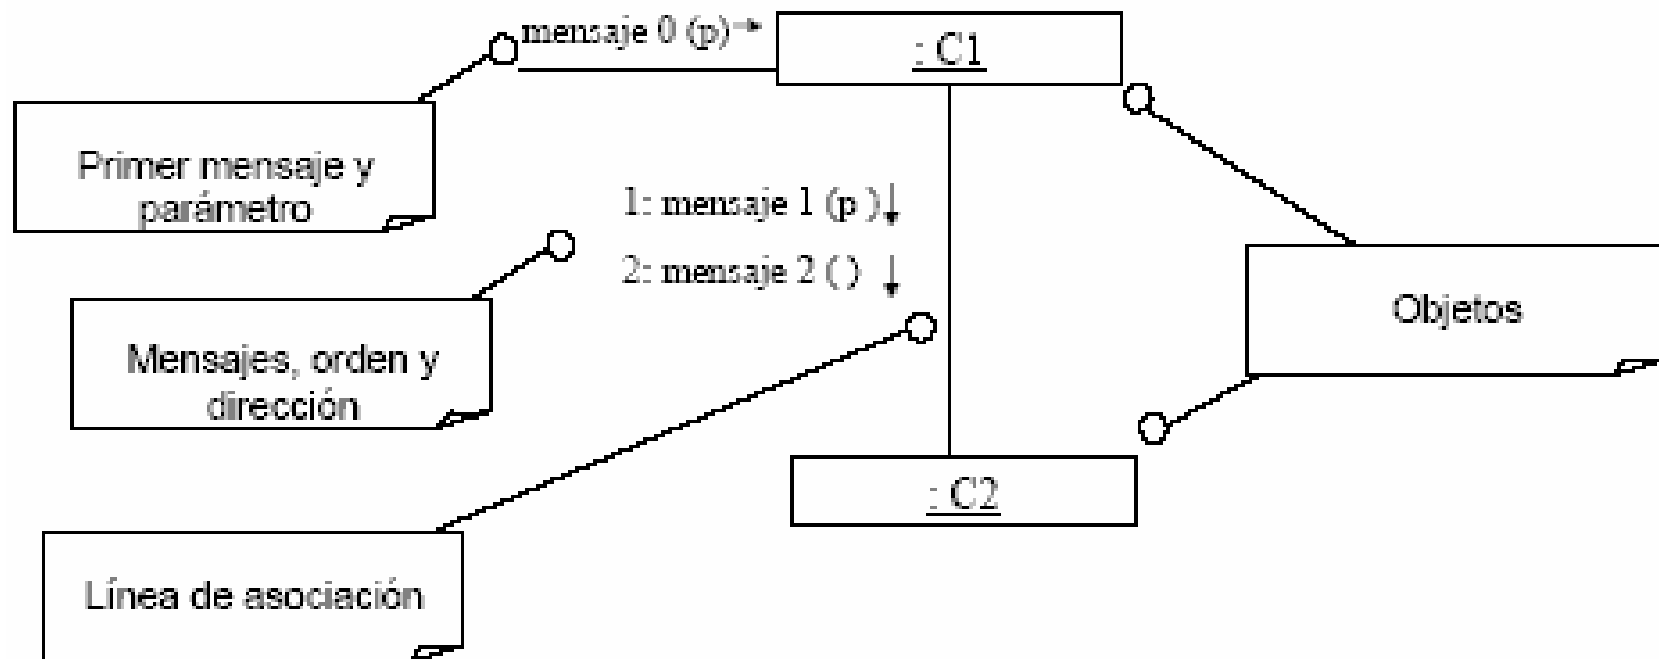 mensaje 0 (p)→
: C1
Primer mensaje y
parámetro
1: mensaje 1 (p )↓
2: mensaje 2 ( ) ↓
Mensajes, orden y
dirección
Objetos
: C2
Línea de asociación